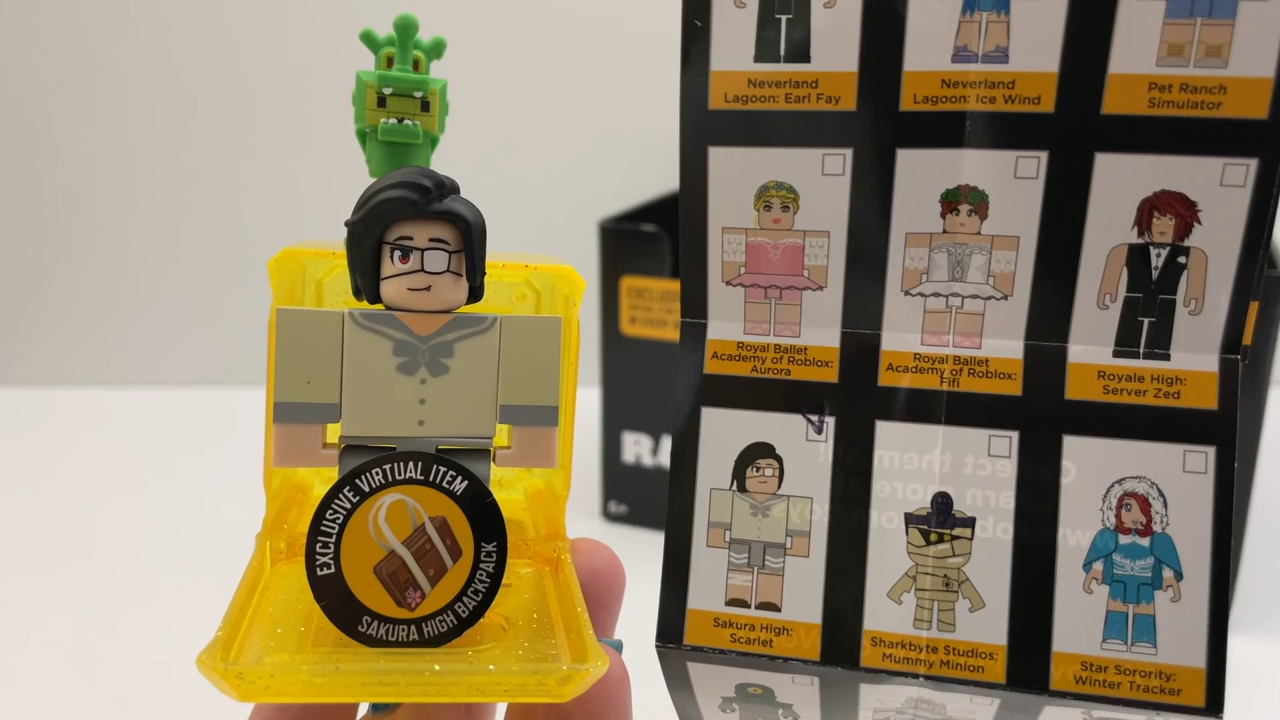 Neverland
Lagoon: Earl Fay
Neverland
Lagoon: Ice Wind
Pet Ranch
Simulator
Royal Ballet
Academy of Roblox:
Aurora
Royal Ballet
Academy of Roblox:
Fifi
Royale High:
Server Zed
Sakura High:
Scarlet
Sharkbyte Studios:
Mummy Minion
Star Sorority:
Winter Tracker
EXCLUSIVE VIRTUAL ITEM
SAKURA HIGH BACKPACK
EXCLUSIVE
6+